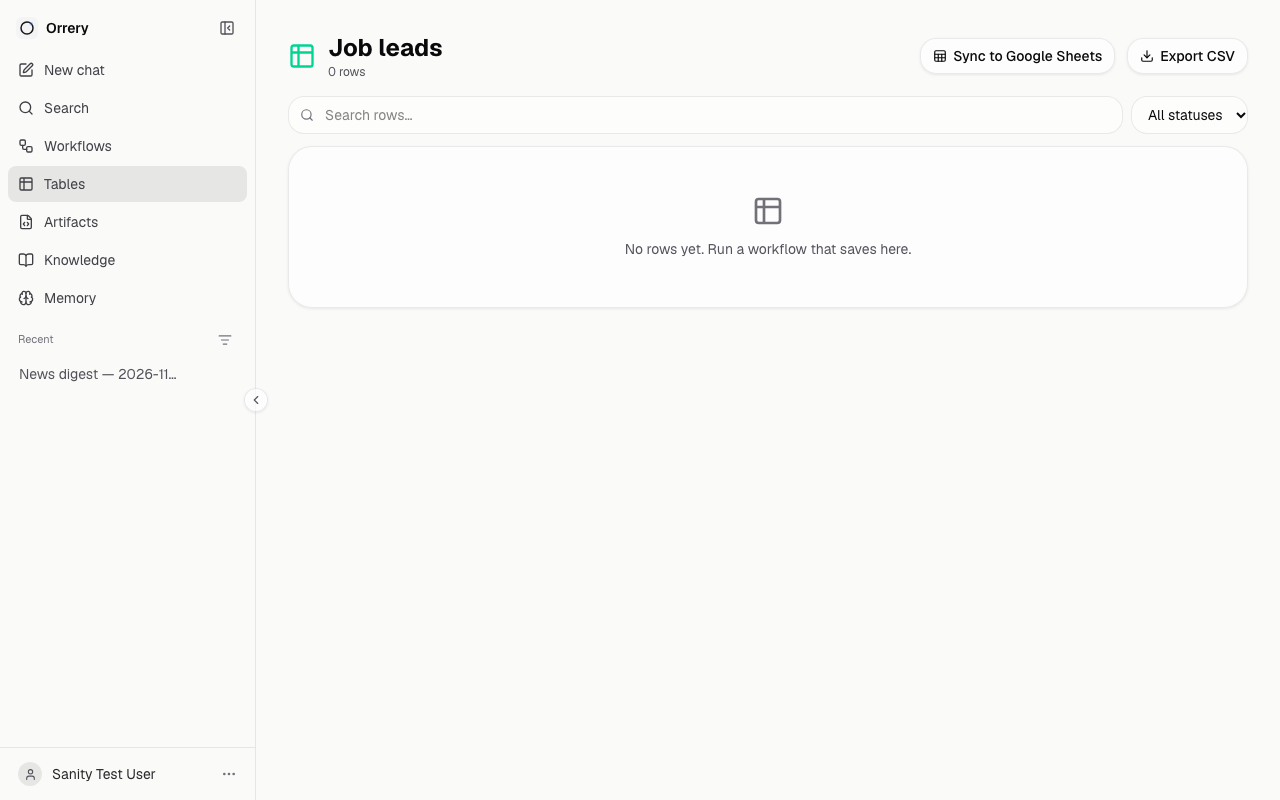 Orrery
New chat
Search
Workflows
Tables
Artifacts
Knowledge
Memory
Recent
News digest — 2026-11…
Sanity Test User
Job leads
0 rows
Sync to Google Sheets
Export CSV
Search rows…
All statuses
No rows yet. Run a workflow that saves here.